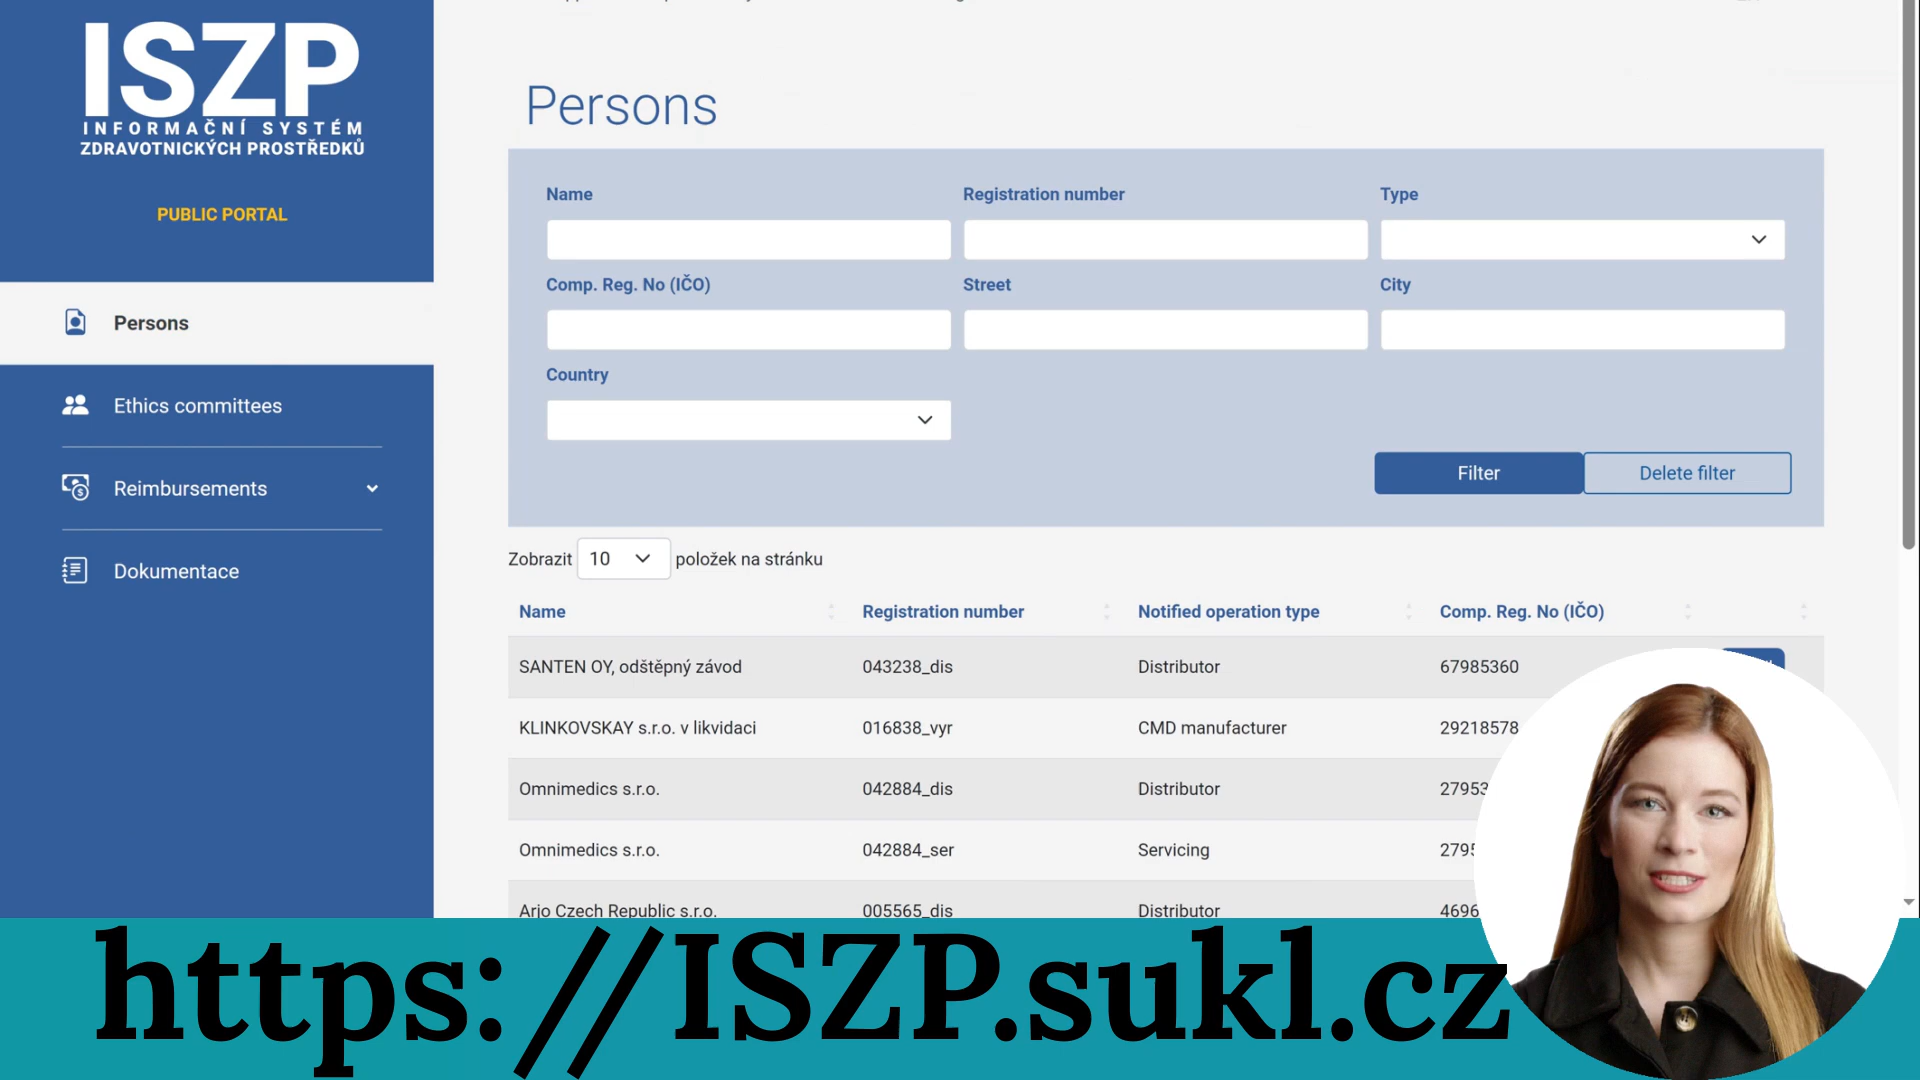 ISZP
INFORMAČNÍ SYSTÉM
ZDRAVOTNICKÝCH PROSTŘEDKŮ
PUBLIC PORTAL
Persons
Ethics committees
Reimbursements
Dokumentace
Persons
Name Registration number Type
Comp. Reg. No (IČO) Street City
Country
Filter Delete filter
Zobrazit 10 položek na stránku
Name Registration number Notified operation type Comp. Reg. No (IČO)
SANTEN OY, odštěpný závod 043238_dis Distributor 67985360
KLINKOVSKAY s.r.o. v likvidaci 016838_vyr CMD manufacturer 29218578
Omnimedics s.r.o. 042884_dis Distributor
Omnimedics s.r.o. 042884_ser Servicing
Arjo Czech Republic s.r.o. 005565_dis Distributor
https://ISZP.sukl.cz